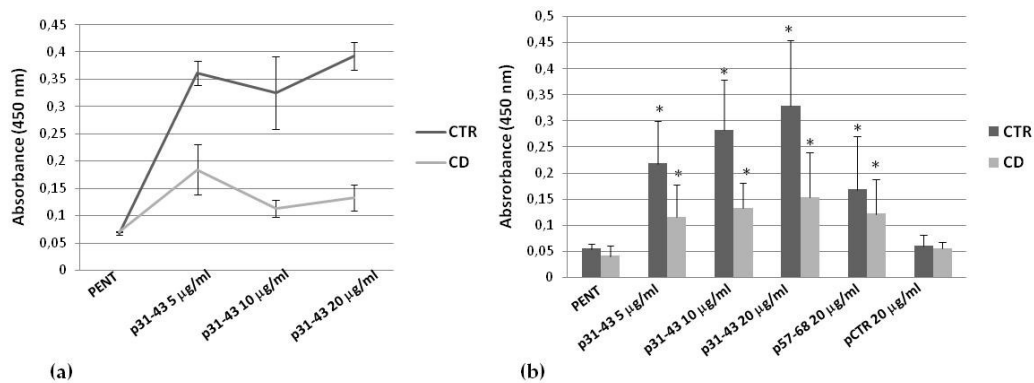 Absorbance (450 nm)
0,45
0,4
0,35
0,3
0,25
0,2
0,15
0,1
0,05
0
PENT
p31-43 5 µg/ml
p31-43 10 µg/ml
p31-43 20 µg/ml
CTR
CD
(a)
Absrorbance (450 nm)
0,5
0,45
0,4
0,35
0,3
0,25
0,2
0,15
0,1
0,05
0
*
*
*
*
*
*
*
*
PENT
p31-43 5 µg/ml
p31-43 10 µg/ml
p31-43 20 µg/ml
p57-68 20 µg/ml
pCTR 20 µg/ml
CTR
CD
(b)